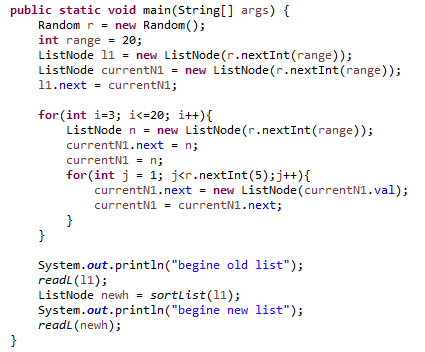 public static void main(String[] args) {
    Random r = new Random();
    int range = 20;
    ListNode l1 = new ListNode(r.nextInt(range));
    ListNode currentN1 = new ListNode(r.nextInt(range));
    l1.next = currentN1;

    for(int i=3; i<=20; i++){
        ListNode n = new ListNode(r.nextInt(range));
        currentN1.next = n;
        currentN1 = n;
        for(int j = 1; j<r.nextInt(5);j++){
            currentN1.next = new ListNode(currentN1.val);
            currentN1 = currentN1.next;
        }
    }

    System.out.println("begine old list");
    readL(l1);
    ListNode newh = sortList(l1);
    System.out.println("begine new list");
    readL(newh);
}